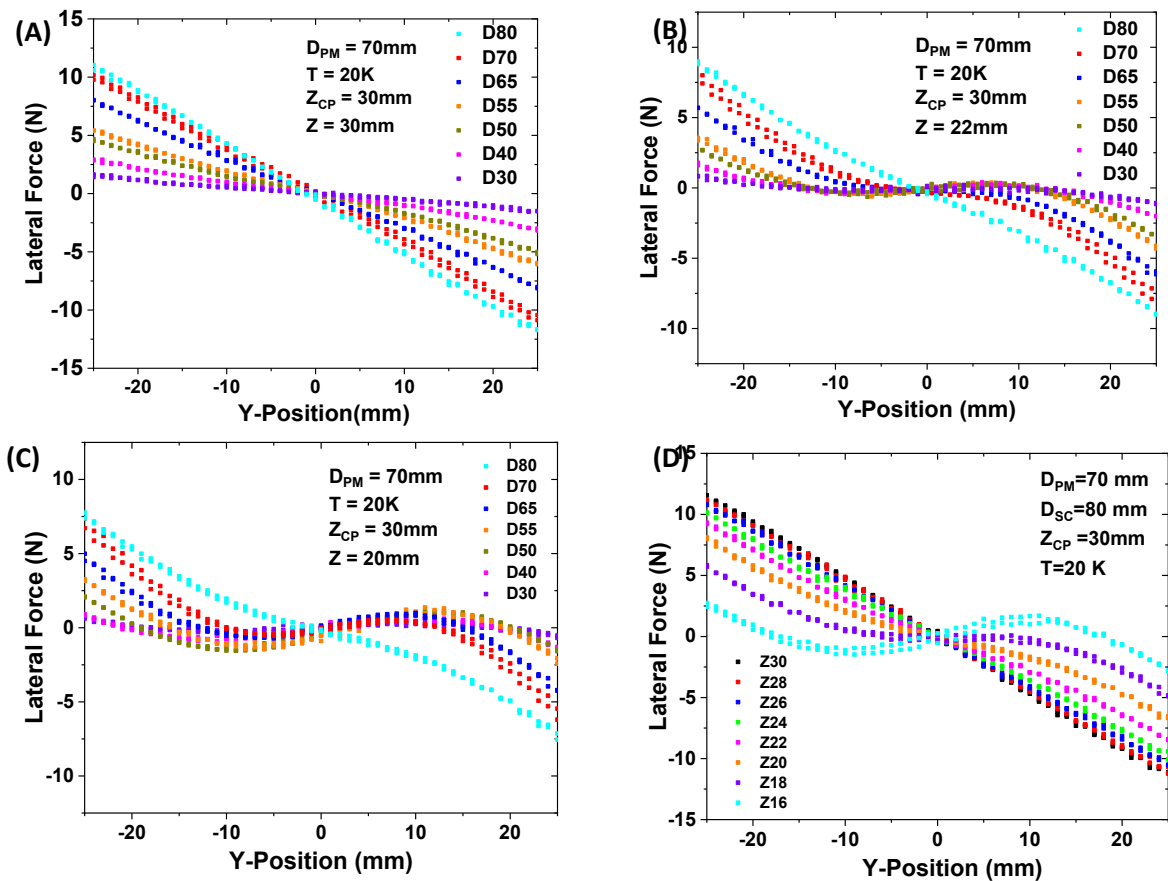 (A)
15
10
5
0
-5
-10
-15
Lateral Force (N)
-20
-10
0
10
20
Y-Position(mm)
D_PM = 70mm
T = 20K
Z_CP = 30mm
Z = 30mm
D80
D70
D65
D55
D50
D40
D30
(B)
10
5
0
-5
-10
Lateral Force (N)
-20
-10
0
10
20
Y-Position (mm)
D_PM = 70mm
T = 20K
Z_CP = 30mm
Z = 22mm
D80
D70
D65
D55
D50
D40
D30
(C)
10
5
0
-5
-10
Lateral Force (N)
-20
-10
0
10
20
Y-Position (mm)
D_PM = 70mm
T = 20K
Z_CP = 30mm
Z = 20mm
D80
D70
D65
D55
D50
D40
D30
(D)
15
10
5
0
-5
-10
-15
Lateral Force (N)
-20
-10
0
10
20
Y-Position (mm)
D_PM=70 mm
D_SC=80 mm
Z_CP=30mm
T=20 K
Z30
Z28
Z26
Z24
Z22
Z20
Z18
Z16